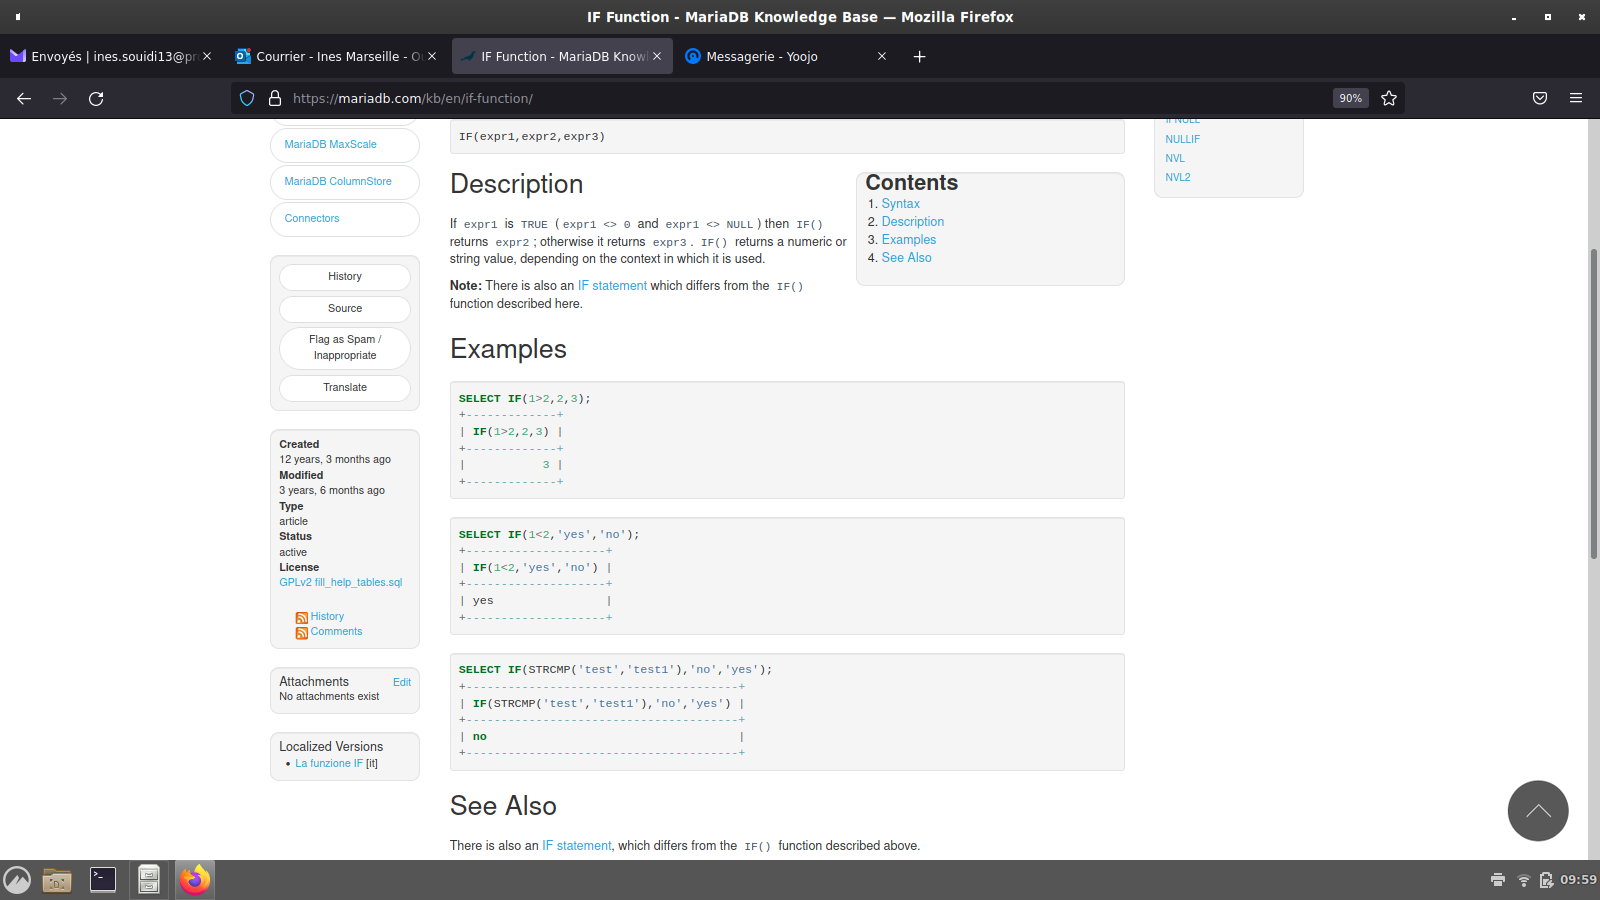 IF Function - MariaDB Knowledge Base — Mozilla Firefox
Envoyés | ines.souidi13@pr
Courrier - Ines Marseille - Ou
IF Function - MariaDB Knowl
Messagerie - Yoojo
https://mariadb.com/kb/en/if-function/
90%
MariaDB MaxScale
MariaDB ColumnStore
Connectors
History
Source
Flag as Spam /
Inappropriate
Translate
Created
12 years, 3 months ago
Modified
3 years, 6 months ago
Type
article
Status
active
License
GPLv2 fill_help_tables.sql
History
Comments
Attachments Edit
No attachments exist
Localized Versions
• La funzione IF [it]
IF(expr1,expr2,expr3)
Description
If expr1 is TRUE ( expr1 <> 0 and expr1 <> NULL ) then IF()
returns expr2 ; otherwise it returns expr3 . IF() returns a numeric or
string value, depending on the context in which it is used.
Note: There is also an IF statement which differs from the IF()
function described here.
Contents
1. Syntax
2. Description
3. Examples
4. See Also
Examples
SELECT IF(1>2,2,3);
+-------------+
| IF(1>2,2,3) |
+-------------+
|           3 |
+-------------+
SELECT IF(1<2,'yes','no');
+--------------------+
| IF(1<2,'yes','no') |
+--------------------+
| yes                |
+--------------------+
SELECT IF(STRCMP('test','test1'),'no','yes');
+---------------------------------------+
| IF(STRCMP('test','test1'),'no','yes') |
+---------------------------------------+
| no                                    |
+---------------------------------------+
See Also
There is also an IF statement, which differs from the IF() function described above.
IFNULL
NULLIF
NVL
NVL2
09:59